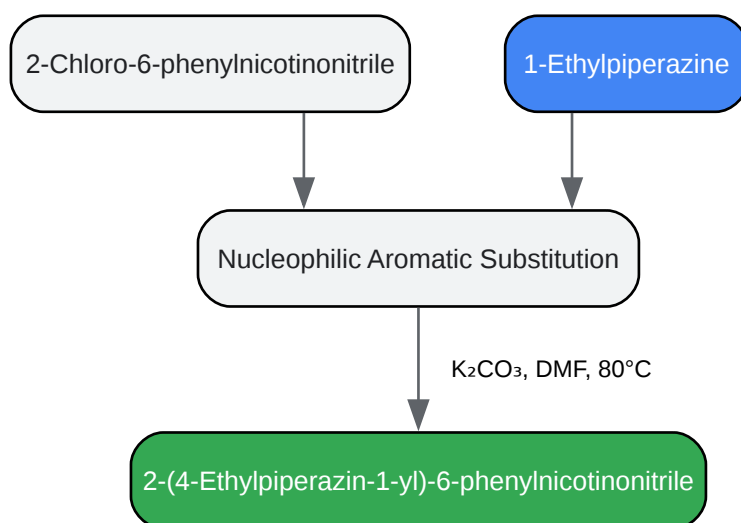 2-Chloro-6-phenylnicotinonitrile
1-Ethylpiperazine
Nucleophilic Aromatic Substitution
K₂CO₃, DMF, 80°C
2-(4-Ethylpiperazin-1-yl)-6-phenylnicotinonitrile